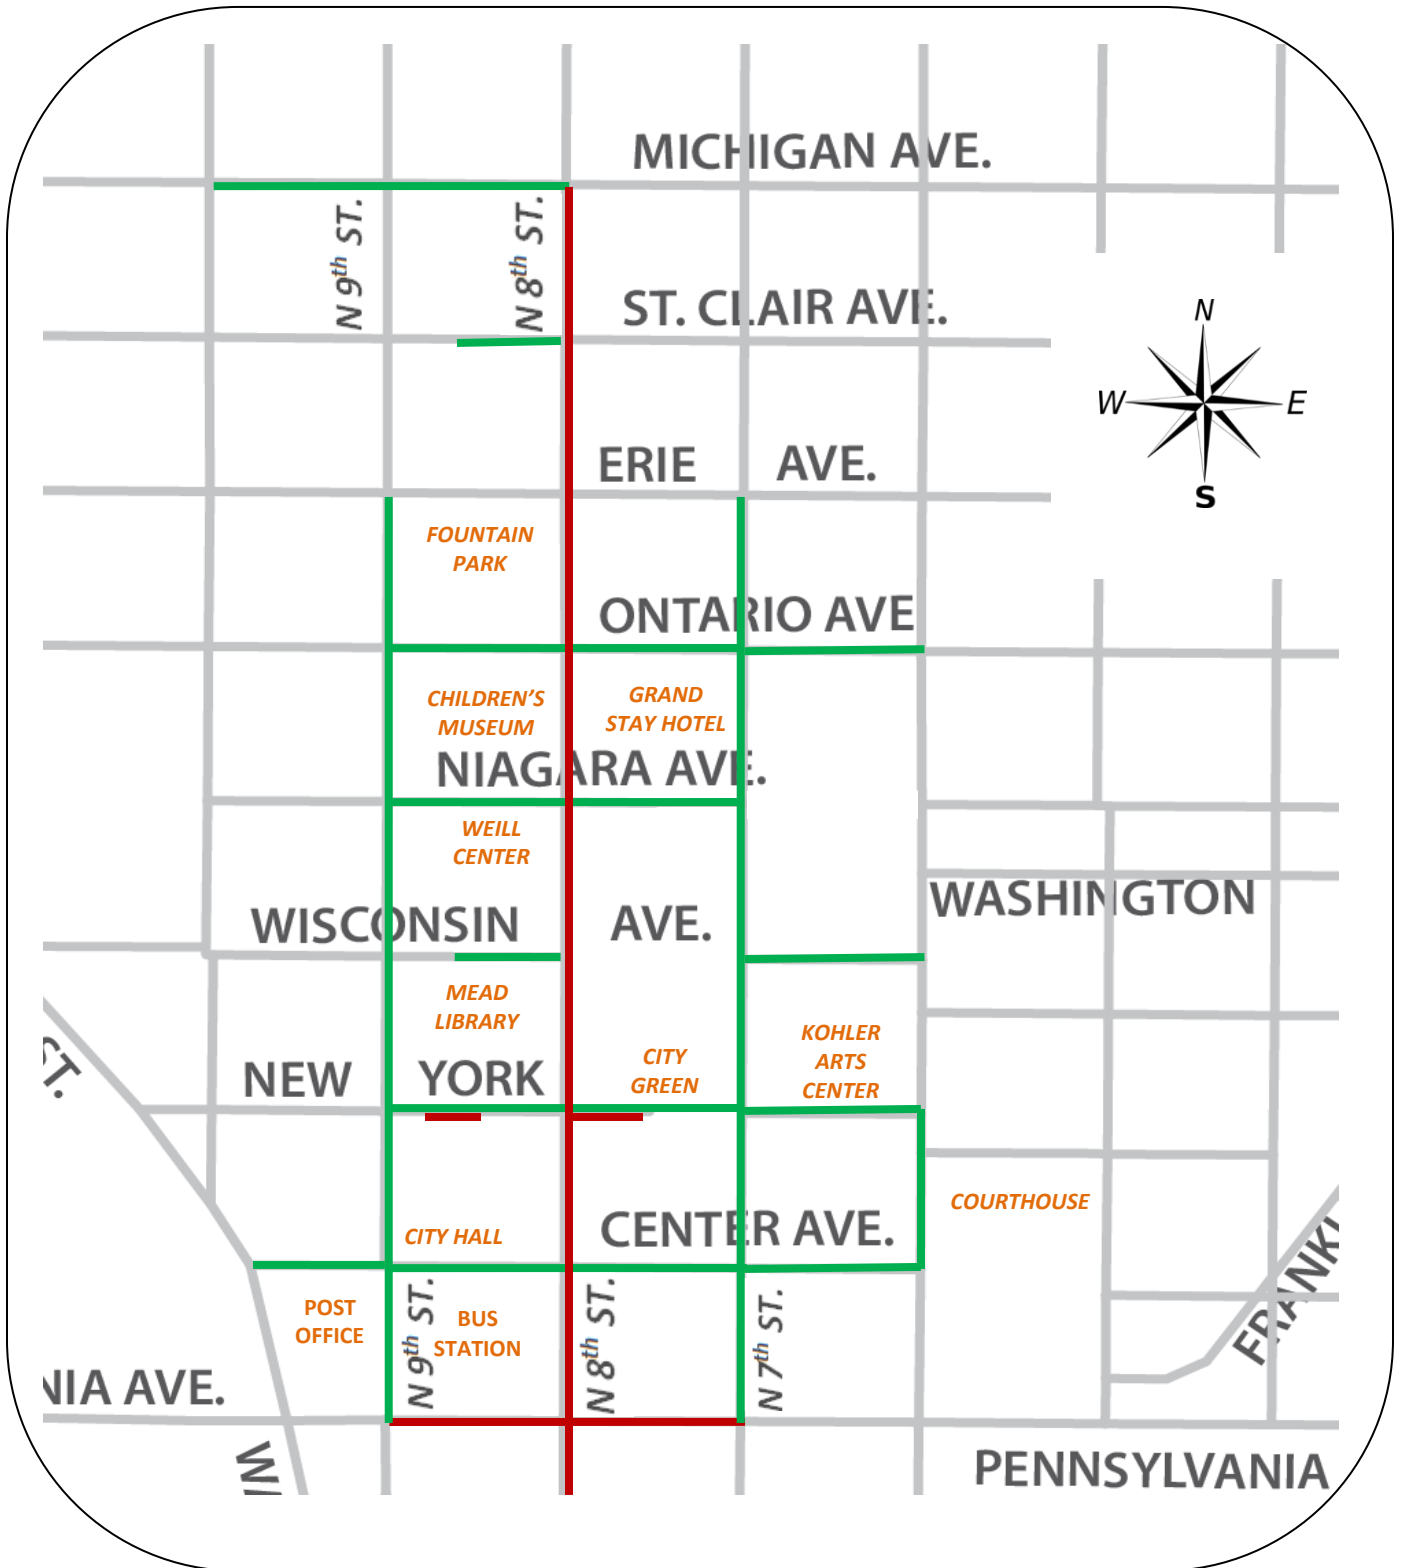 MICHIGAN AVE.
N 9th ST.
N 8th ST.
ST. CLAIR AVE.
N
W
E
S
ERIE AVE.
FOUNTAIN
PARK
ONTARIO AVE
CHILDREN'S
MUSEUM
GRAND
STAY HOTEL
NIAGARA AVE.
WEILL
CENTER
WISCONSIN AVE.
WASHINGTON
MEAD
LIBRARY
KOHLER
ARTS
CENTER
CITY
GREEN
ST.
NEW YORK
COURTHOUSE
CITY HALL
CENTER AVE.
POST
OFFICE
N 9th ST.
BUS
STATION
N 8th ST.
N 7th ST.
FRANKL
NIA AVE.
PENNSYLVANIA